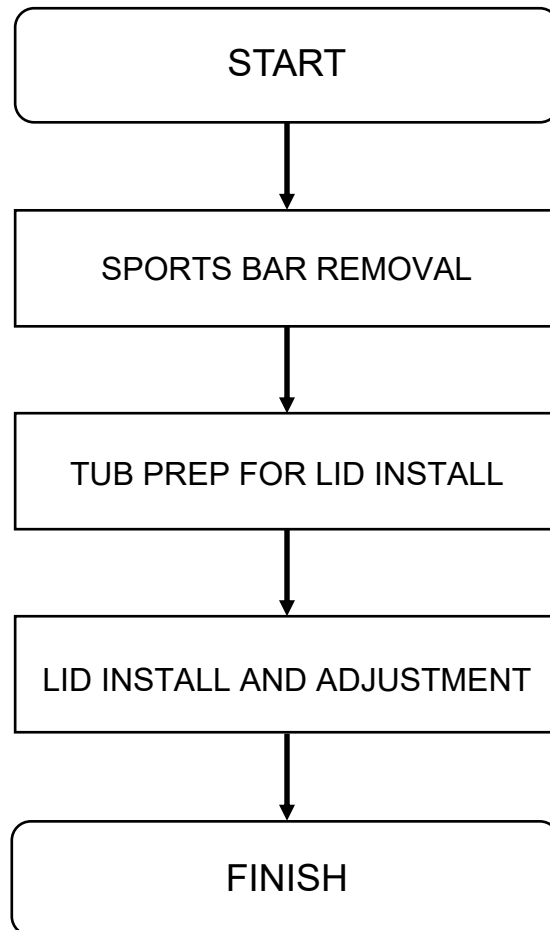 START
SPORTS BAR REMOVAL
TUB PREP FOR LID INSTALL
LID INSTALL AND ADJUSTMENT
FINISH